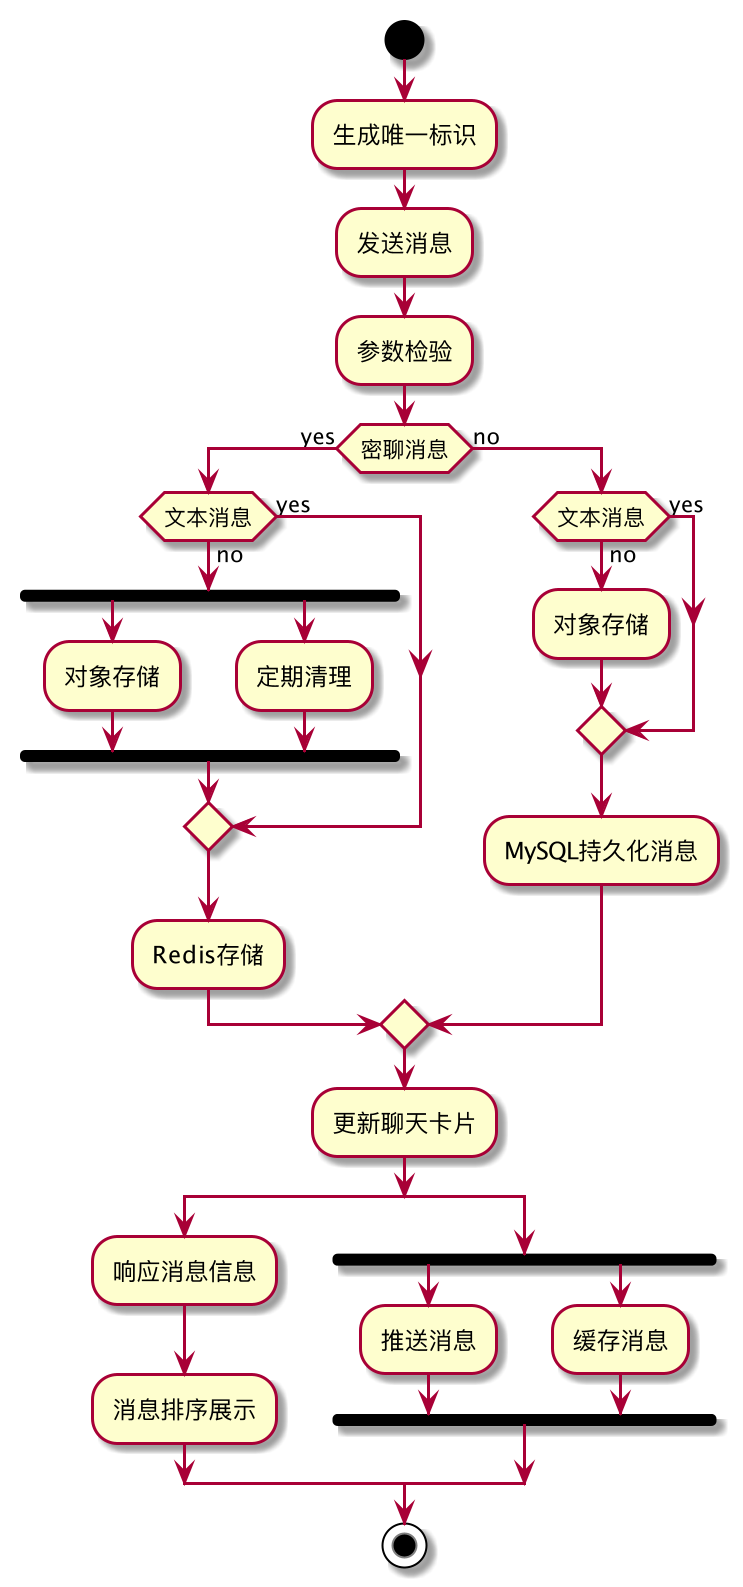 生成唯一标识
发送消息
参数检验
yes
密聊消息
no
文本消息
yes
no
文本消息
yes
no
对象存储
定期清理
对象存储
MySQL持久化消息
Redis存储
更新聊天卡片
响应消息信息
推送消息
缓存消息
消息排序展示